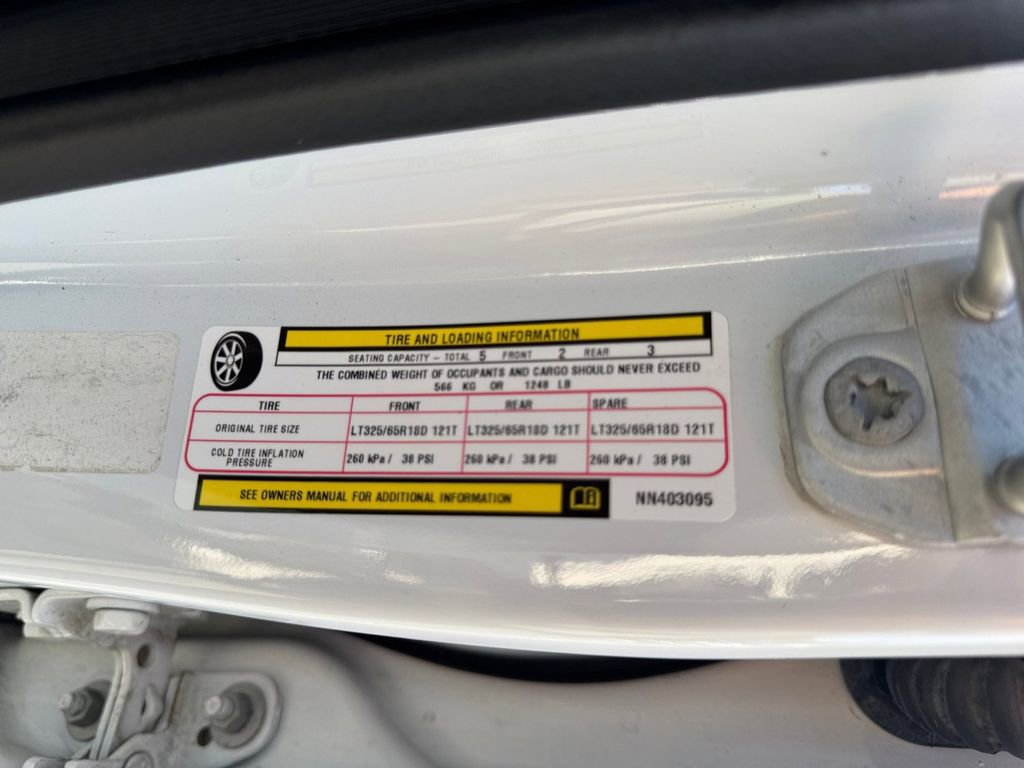 TIRE AND LOADING INFORMATION
SEATING CAPACITY – TOTAL 5 FRONT 2 REAR 3
THE COMBINED WEIGHT OF OCCUPANTS AND CARGO SHOULD NEVER EXCEED
566 KG OR 1248 LB
TIRE FRONT REAR SPARE
ORIGINAL TIRE SIZE LT325/65R18D 121T LT325/65R18D 121T LT325/65R18D 121T
COLD TIRE INFLATION PRESSURE 260 kPa / 38 PSI 260 kPa / 38 PSI 260 kPa / 38 PSI
SEE OWNERS MANUAL FOR ADDITIONAL INFORMATION NN403095